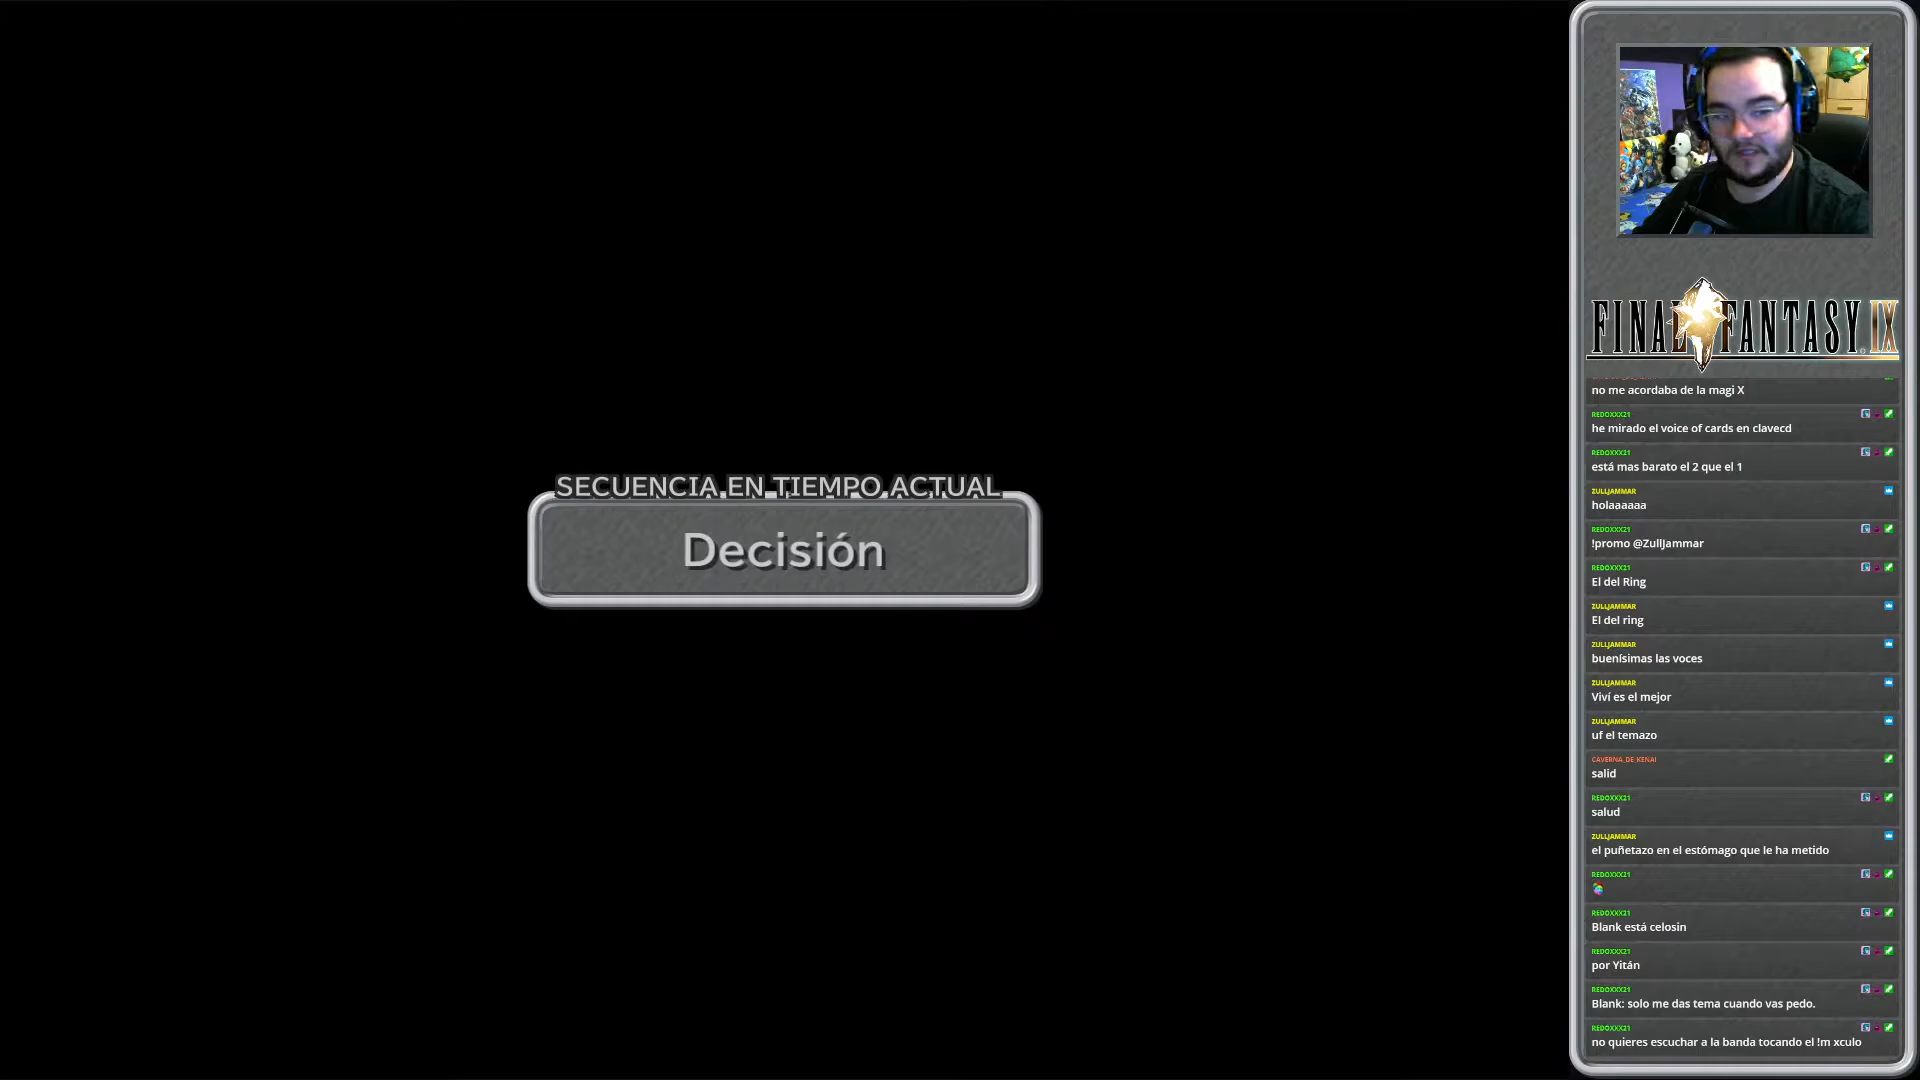 SECUENCIA EN TIEMPO ACTUAL
Decisión
FINAL FANTASY IX
no me acordaba de la magi X
REDOXXX21
he mirado el voice of cards en clavecd
REDOXXX21
está mas barato el 2 que el 1
ZULLJAMMAR
holaaaaaa
REDOXXX21
!promo @ZullJammar
REDOXXX21
El del Ring
ZULLJAMMAR
El del ring
ZULLJAMMAR
buenísimas las voces
ZULLJAMMAR
Viví es el mejor
ZULLJAMMAR
uf el temazo
CAVERNA_DE_KENAI
salid
REDOXXX21
salud
ZULLJAMMAR
el puñetazo en el estómago que le ha metido
REDOXXX21
REDOXXX21
Blank está celosin
REDOXXX21
por Yitán
REDOXXX21
Blank: solo me das tema cuando vas pedo.
REDOXXX21
no quieres escuchar a la banda tocando el !m xculo